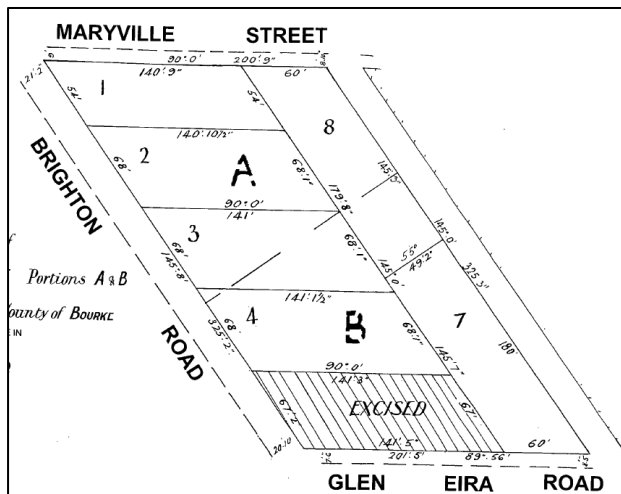 MARYVILLE STREET
90°.0' 200'.9"
140'.9" 60'
21'.2"
54' 1 54' 8
140'.10½"
2 A
68' 68'.1"
179'.8"
BRIGHTON ROAD
90°.0'
141'
3
68' 68'.1"
145'.8" 145'.0'
145°.0'
55°
49'.2"
325'.3"
Portions A & B
County of BOURKE
E IN
141'.1½"
4 B 7
68' 68'.1"
325'.2" 145'.7" 180'
90°.0'
141'.3"
EXCISED
67'.2" 67'
141'.5" 60'
201'.5' 89°.56'
GLEN EIRA ROAD